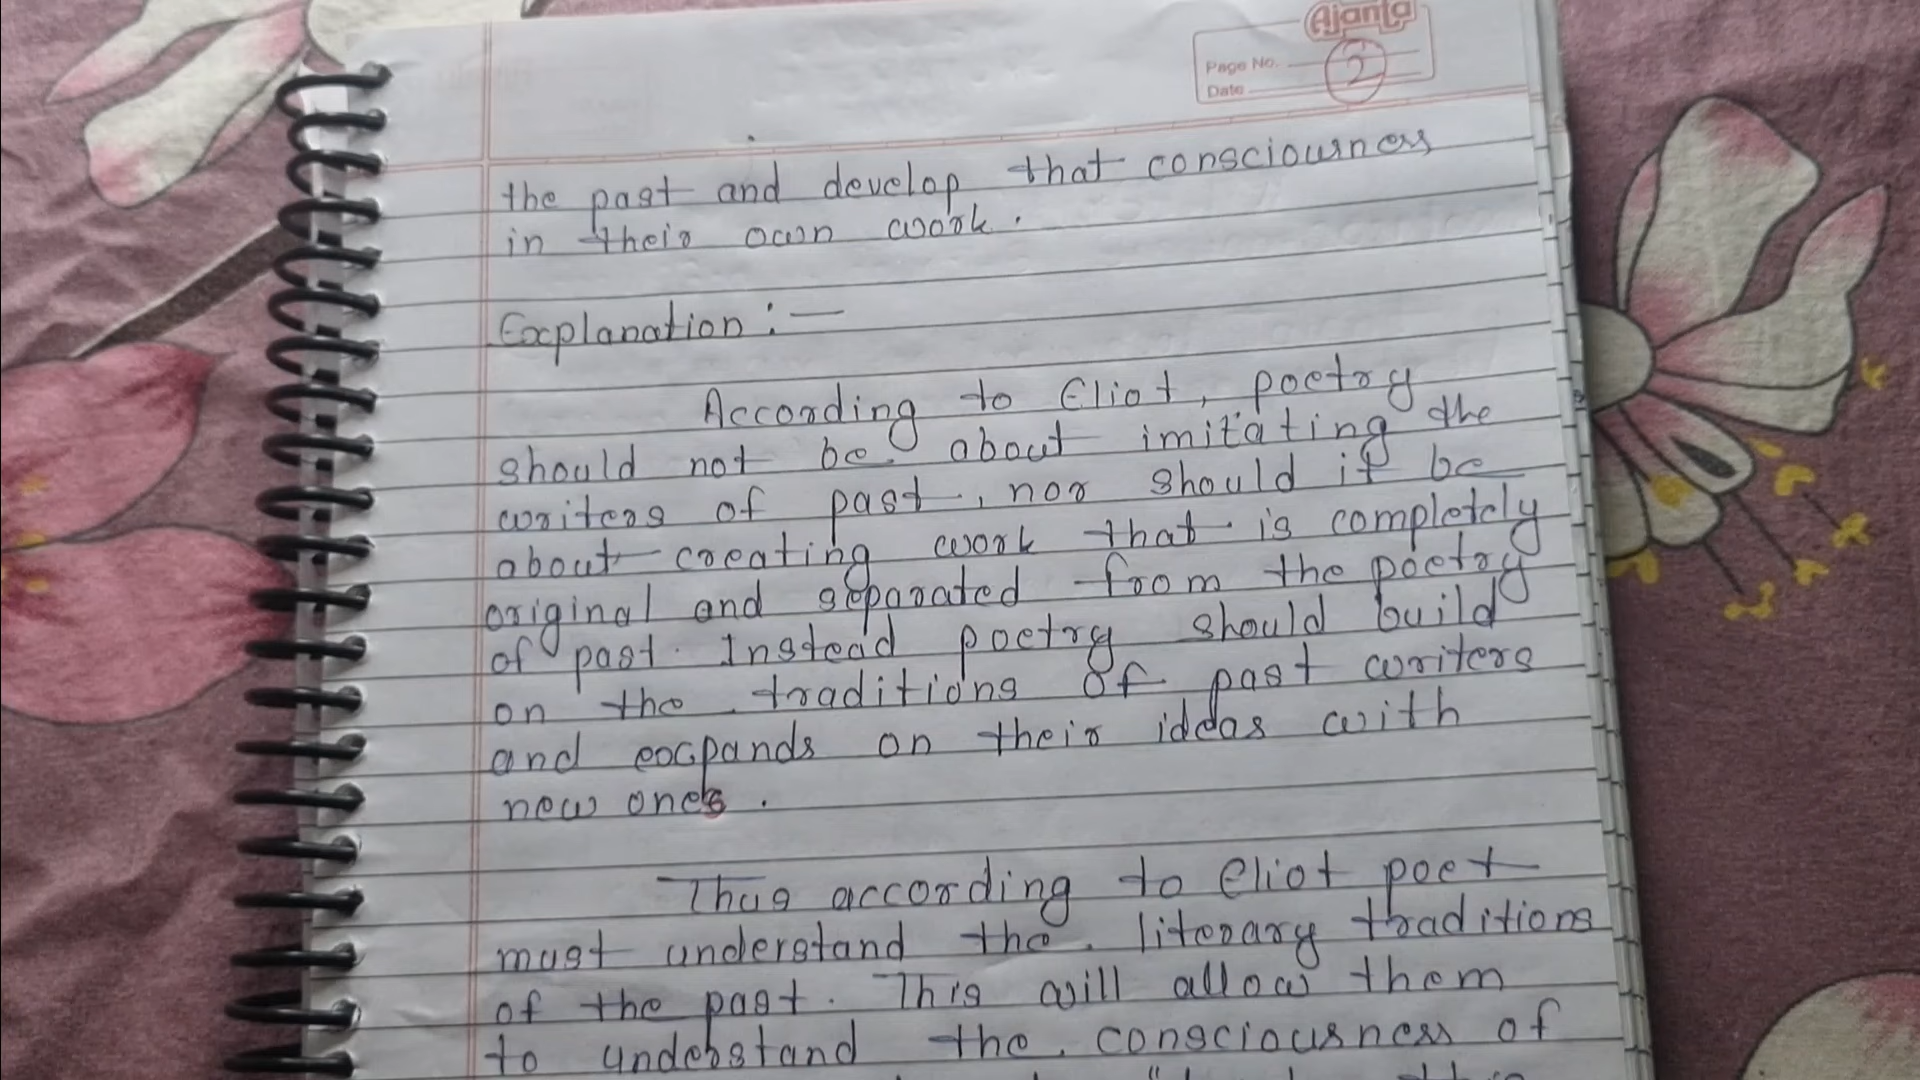 Ajanta
Page No.
2
Date
the past and develop that consciousness
in their own work.
Explanation :—
According to Eliot, poetry
should not be about imitating the
writers of past, nor should it be
about creating work that is completely
original and separated from the poetry
of past. Instead poetry should build
on the traditions of past writers
and expands on their ideas with
new ones.
Thus according to Eliot poet
must understand the literary traditions
of the past. This will allow them
to understand the consciousness of